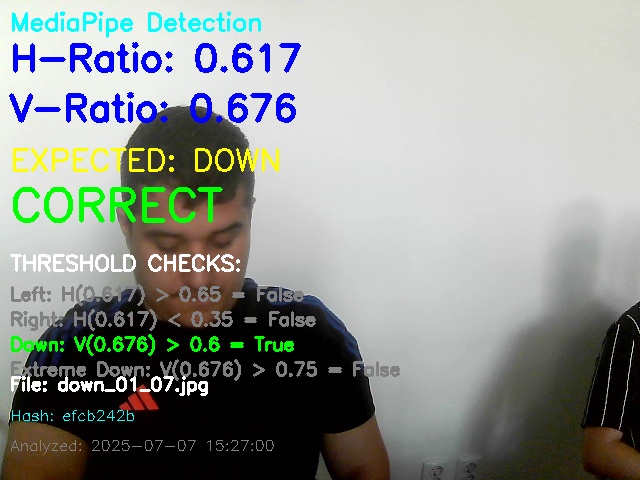 MediaPipe Detection
H-Ratio: 0.617
V-Ratio: 0.676
EXPECTED: DOWN
CORRECT
THRESHOLD CHECKS:
Left: H(0.617) > 0.65 = False
Right: H(0.617) < 0.35 = False
Down: V(0.676) > 0.6 = True
Extreme Down: V(0.676) > 0.75 = False
File: down_01_07.jpg
Hash: efcb242b
Analyzed: 2025-07-07 15:27:00